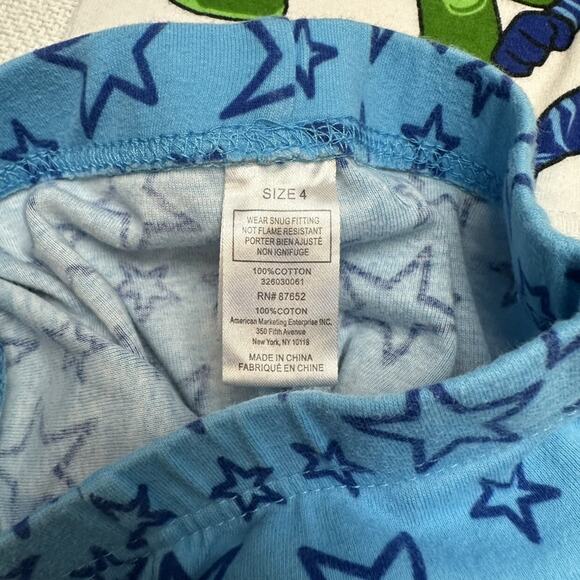 SIZE 4
WEAR SNUG FITTING
NOT FLAME RESISTANT
PORTER BIEN AJUSTÉ
NON IGNIFUGE
100%COTTON
326030061
RN# 87652
100%COTON
American Marketing Enterprise INC.
350 Fifth Avenue
New York, NY 10118
MADE IN CHINA
FABRIQUÉ EN CHINE